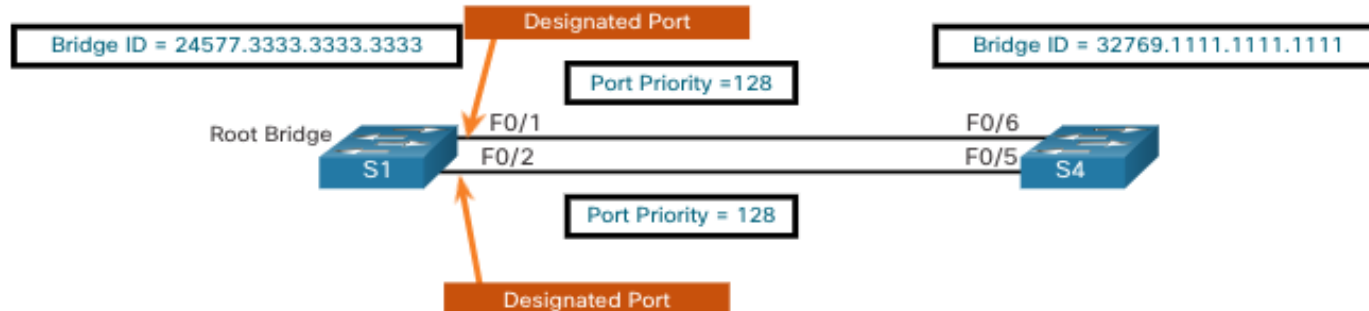 Designated Port
Bridge ID = 24577.3333.3333.3333
Bridge ID = 32769.1111.1111.1111
Port Priority =128
Root Bridge
F0/1
F0/6
F0/2
F0/5
S1
S4
Port Priority = 128
Designated Port